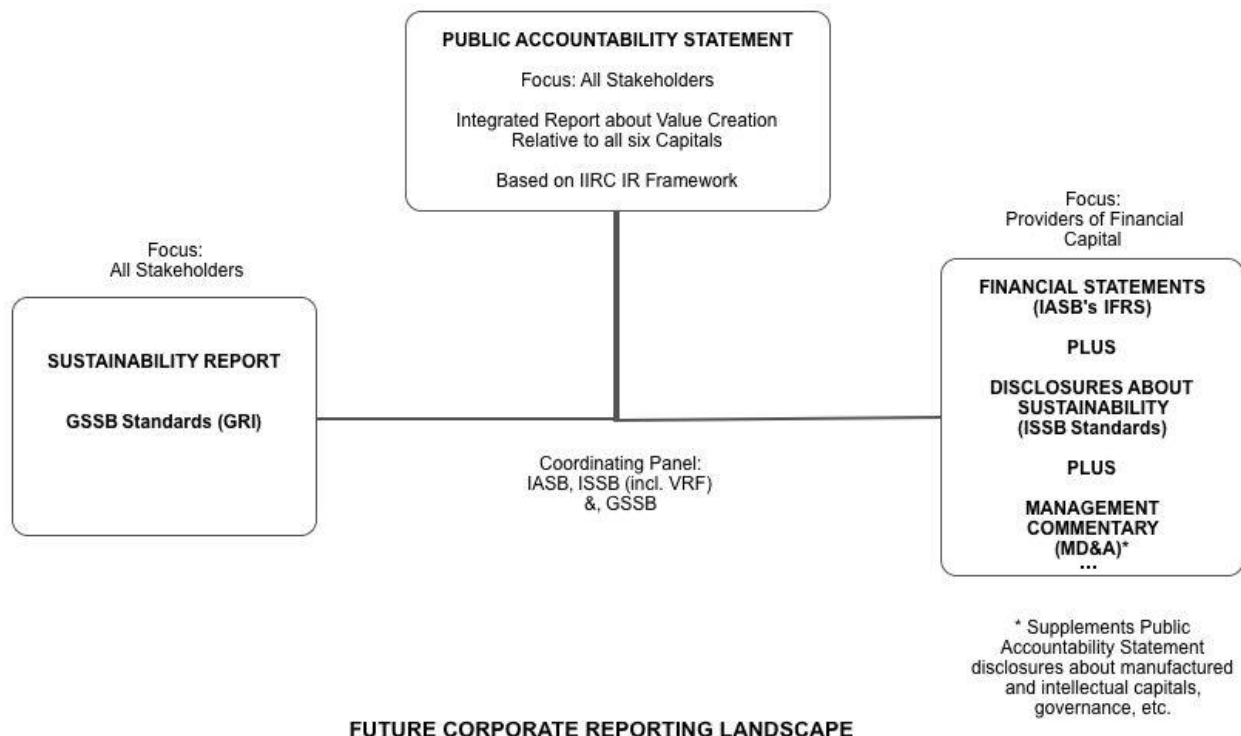 PUBLIC ACCOUNTABILITY STATEMENT
Focus: All Stakeholders
Integrated Report about Value Creation
Relative to all six Capitals
Based on IIRC IR Framework
Focus:
All Stakeholders
SUSTAINABILITY REPORT
GSSB Standards (GRI)
Coordinating Panel:
IASB, ISSB (incl. VRF)
&, GSSB
Focus:
Providers of Financial
Capital
FINANCIAL STATEMENTS
(IASB's IFRS)
PLUS
DISCLOSURES ABOUT
SUSTAINABILITY
(ISSB Standards)
PLUS
MANAGEMENT
COMMENTARY
(MD&A)*
...
* Supplements Public
Accountability Statement
disclosures about manufactured
and intellectual capitals,
governance, etc.
FUTURE CORPORATE REPORTING LANDSCAPE